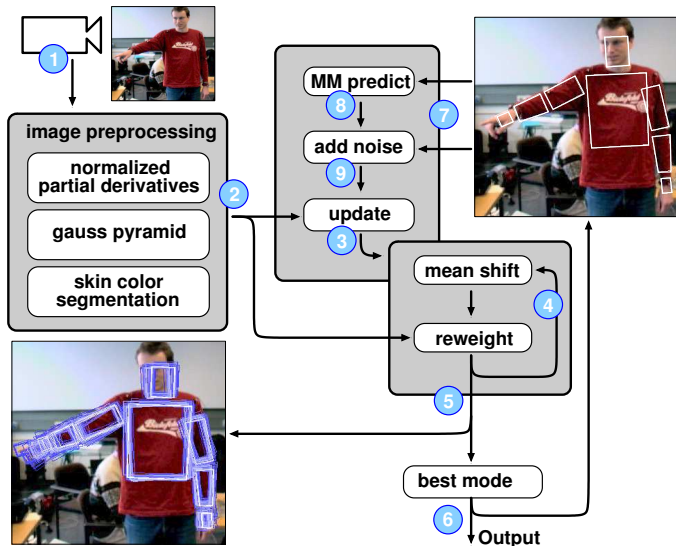 1
image preprocessing
normalized
partial derivatives
gauss pyramid
skin color
segmentation
2
MM predict
8
7
add noise
9
update
3
mean shift
4
reweight
5
best mode
6
Output